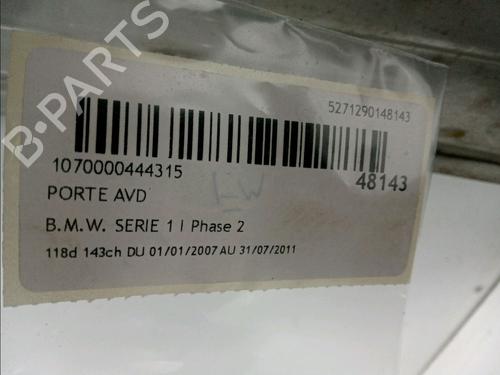 B-PARTS
5271290148143
1070000444315
48143
PORTE AVD
B.M.W. SERIE 1 I Phase 2
118d 143ch DU 01/01/2007 AU 31/07/2011